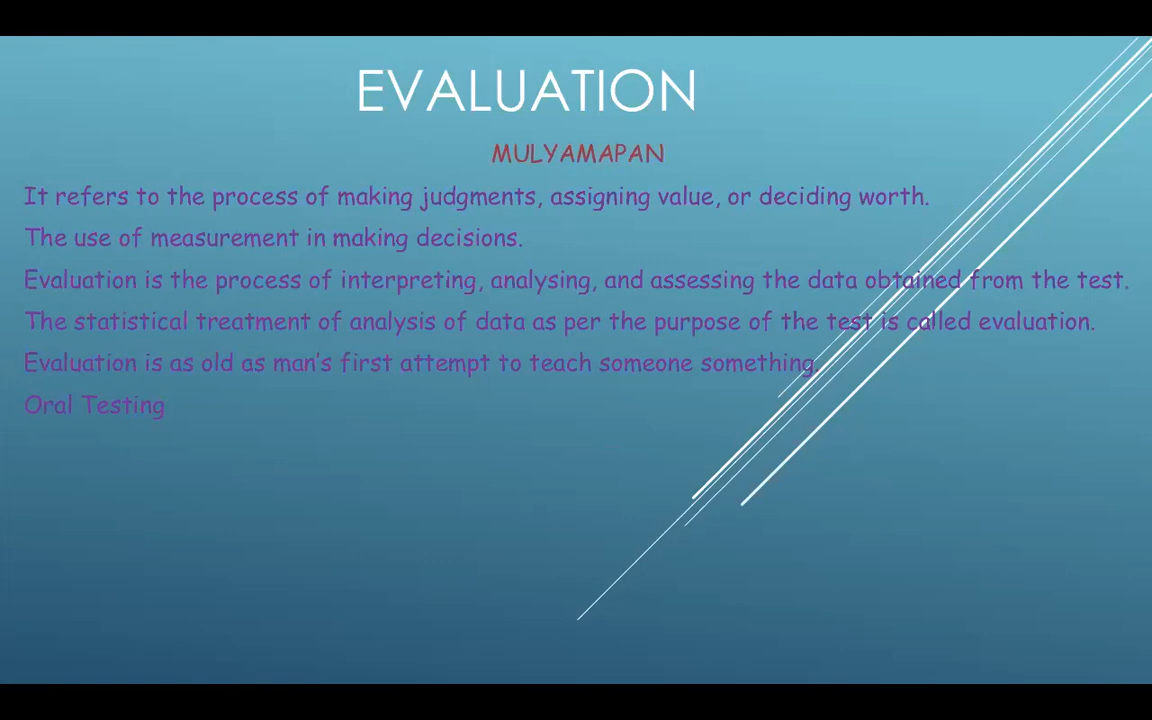 EVALUATION
MULYAMAPAN
It refers to the process of making judgments, assigning value, or deciding worth.
The use of measurement in making decisions.
Evaluation is the process of interpreting, analysing, and assessing the data obtained from the test.
The statistical treatment of analysis of data as per the purpose of the test is called evaluation.
Evaluation is as old as man's first attempt to teach someone something.
Oral Testing